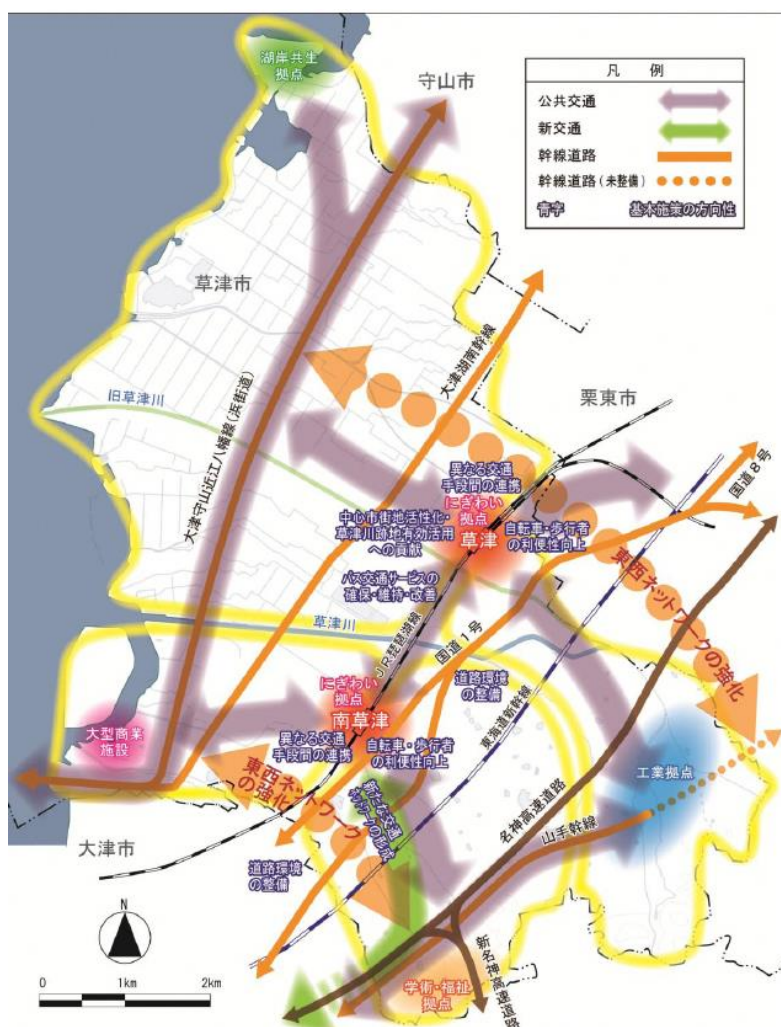 湖岸共生
拠点
守山市
凡 例
公共交通
新交通
幹線道路
幹線道路(未整備)
青字
基本施策の方向性
草津市
大津湖南幹線
大津守山近江八幡線(浜街道)
旧草津川
栗東市
国道8号
異なる交通
手段間の連携
にぎわい
拠点
草津
中心市街地活性化・
草津川跡地有効活用
への貢献
自転車・歩行者
の利便性向上
バス交通サービスの
確保・維持・改善
東西ネットワークの強化
草津川
JR琵琶湖線
国道1号
道路環境
の整備
東海道新幹線
にぎわい
拠点
南草津
大型商業
施設
異なる交通
手段間の連携
自転車・歩行者
の利便性向上
東西ネットワーク
の強化
新たな交通
の形成
工業拠点
名神高速道路
山手幹線
大津市
道路環境
の整備
N
0 1km 2km
学術・福祉
拠点
新名神高速道路